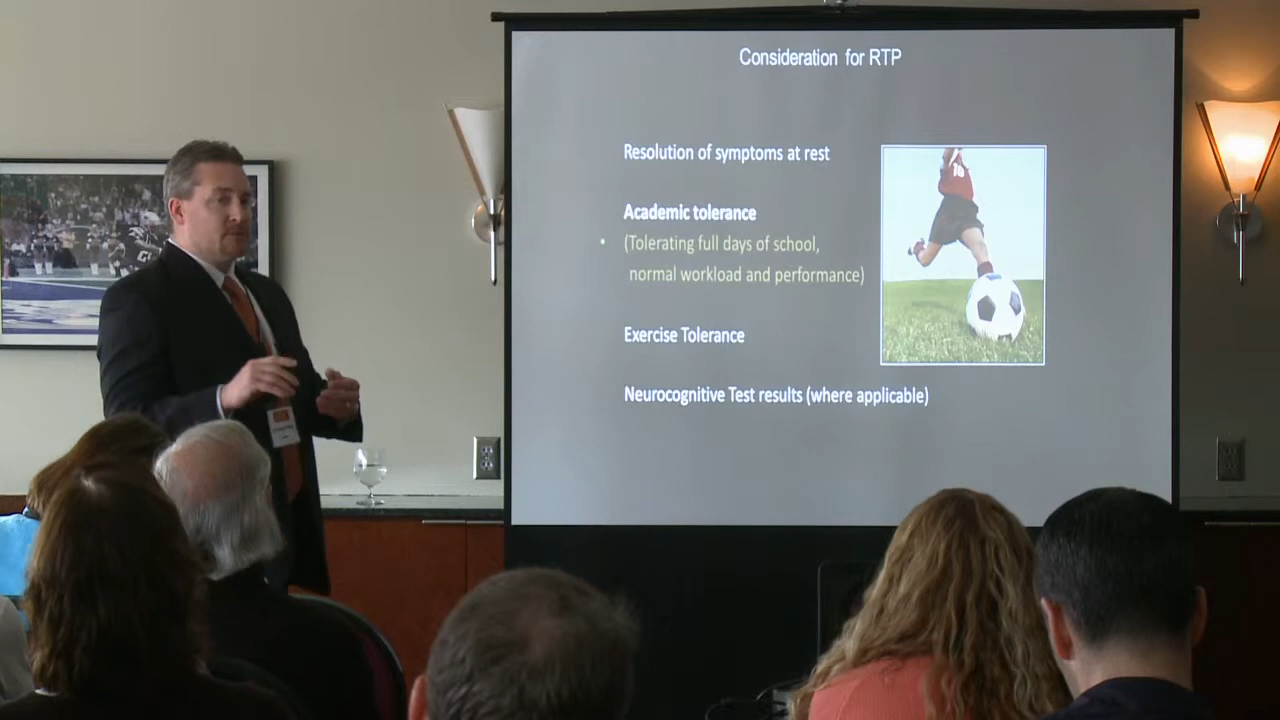 Consideration for RTP
Resolution of symptoms at rest
Academic tolerance
• (Tolerating full days of school,
normal workload and performance)
Exercise Tolerance
Neurocognitive Test results (where applicable)
10